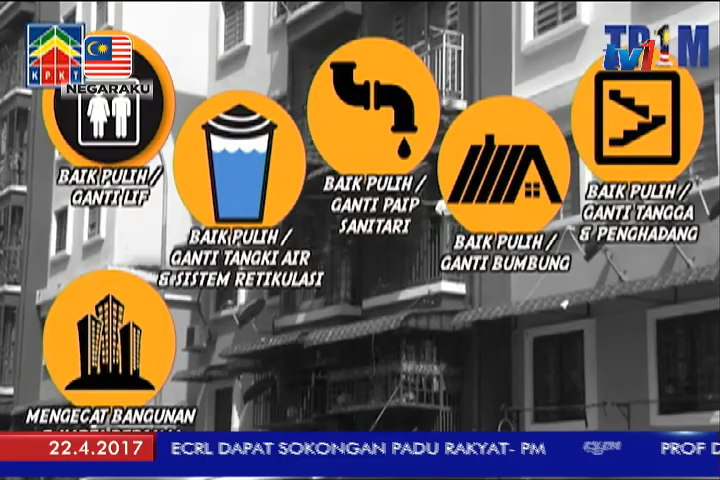 KPKT
NEGARAKU
TP1M
tv1
BAIK PULIH /
GANTI LIF
BAIK PULIH /
GANTI TANGKI AIR
& SISTEM RETIKULASI
BAIK PULIH /
GANTI PAIP
SANITARI
BAIK PULIH /
GANTI BUMBUNG
BAIK PULIH /
GANTI TANGGA
& PENGHADANG
MENGECAT BANGUNAN
22.4.2017 ECRL DAPAT SOKONGAN PADU RAKYAT- PM PROF D